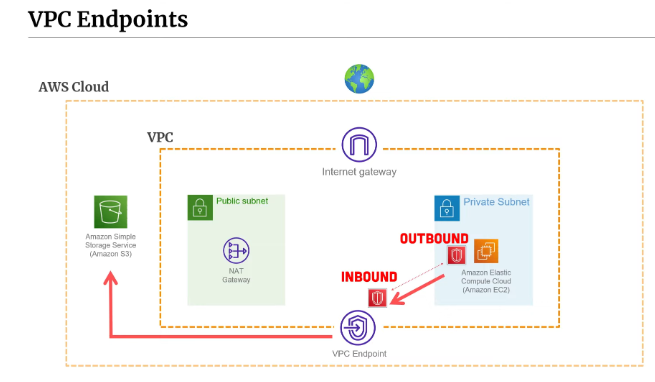 VPC Endpoints
AWS Cloud
VPC
Internet gateway
Public subnet
Private Subnet
Amazon Simple
Storage Service
(Amazon S3)
OUTBOUND
NAT
Gateway
INBOUND
Amazon Elastic
Compute Cloud
(Amazon EC2)
VPC Endpoint